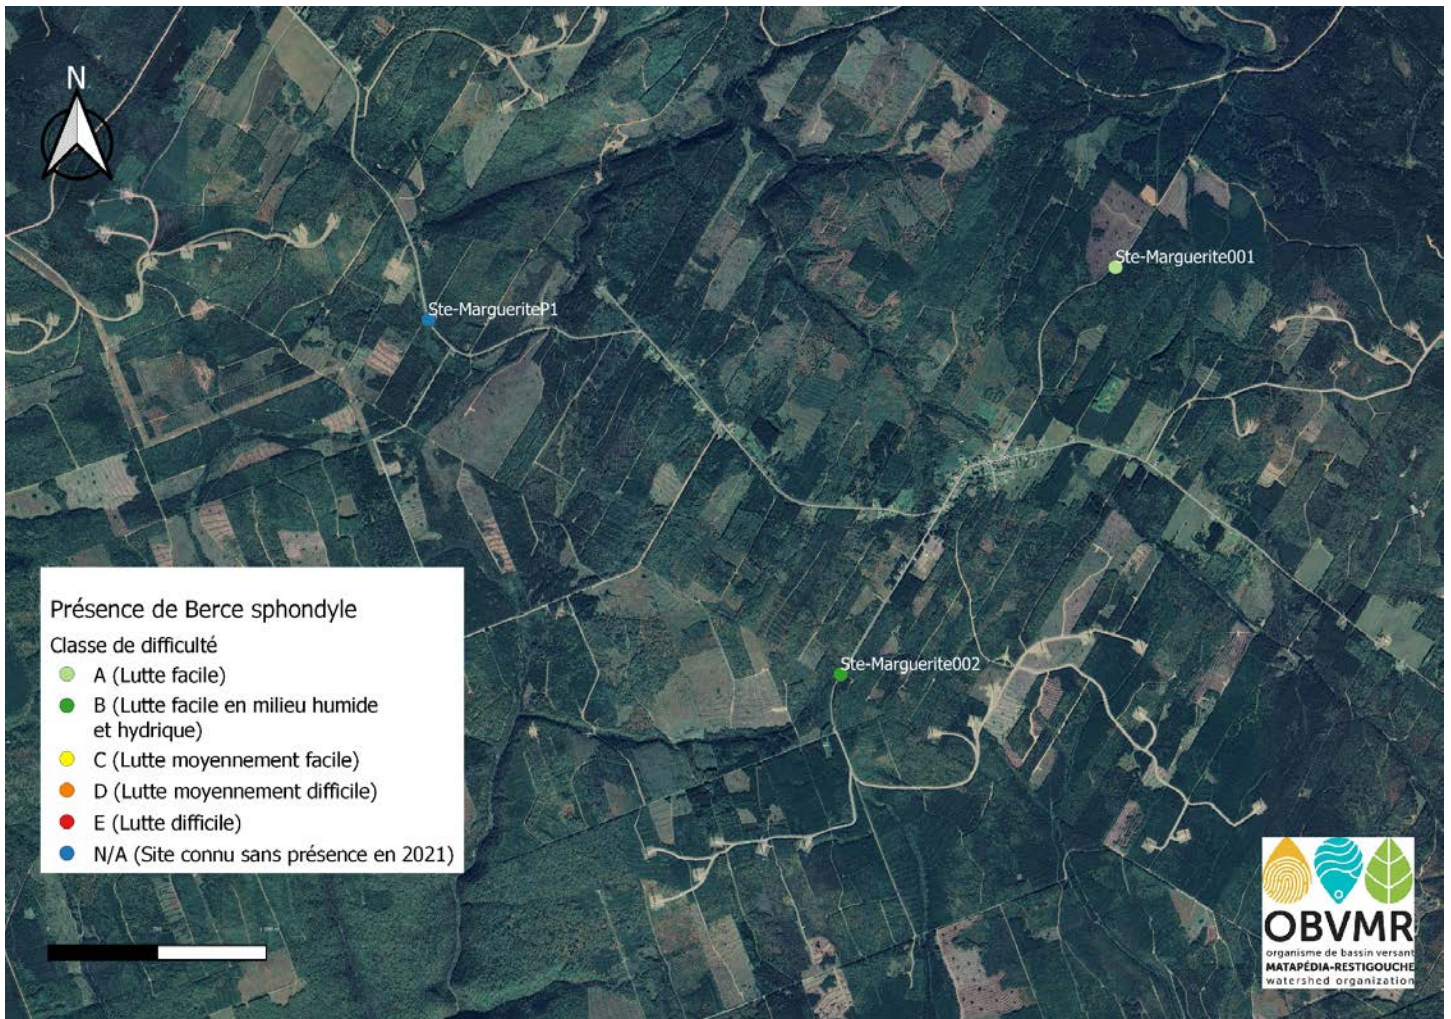 N
Ste-Marguerite001
Ste-MargueriteP1
Ste-Marguerite002
Présence de Berce sphondyle
Classe de difficulté
A (Lutte facile)
B (Lutte facile en milieu humide
et hydrique)
C (Lutte moyennement facile)
D (Lutte moyennement difficile)
E (Lutte difficile)
N/A (Site connu sans présence en 2021)
OBVMR
organisme de bassin versant
MATAPÉDIA-RESTIGOUCHE
watershed organization